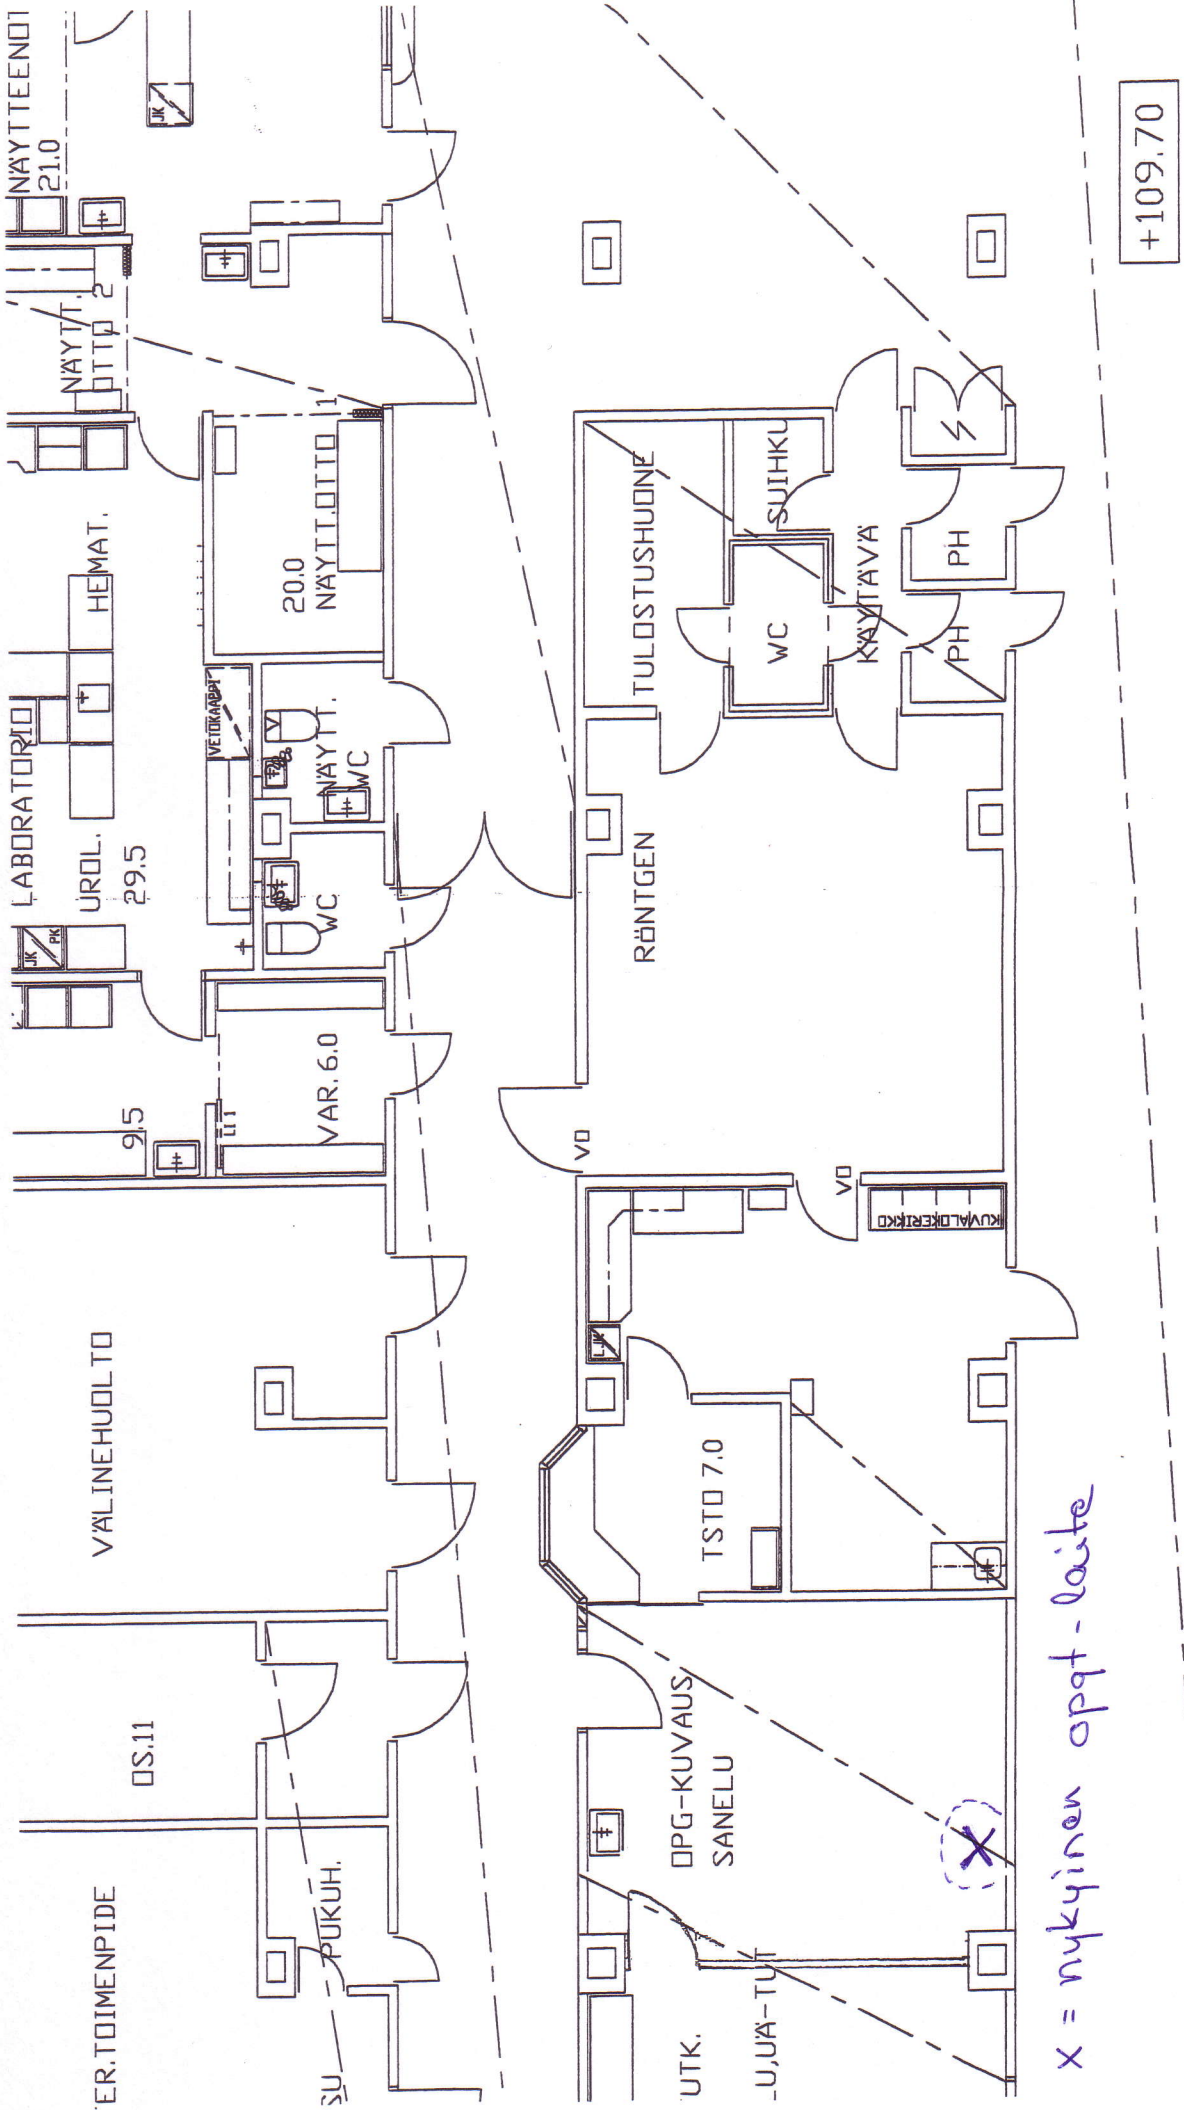 NÄYTTEENOT
21.0
JK
NÄYTT.
OTTO 2
1
20.0
NÄYTT.OTTO
HEMAT.
LABORATORIO
UROL.
29.5
VETOKAAPPI
V
NÄYTT.
WC
WC
JK
PK
9.5
LI 1
VAR. 6.0
VÄLINEHUOLTO
OS.11
PUKUH.
ER.TOIMENPIDE
SU
TULOSTUSHUONE
SUIHKU
WC
KÄYTÄVÄ
PH
PH
RÖNTGEN
VO
VO
KUVALOKERIKKO
TSTO 7.0
OPG-KUVAUS
SANELU
UTK.
U,UÄ-TUT
+109.70
X
x = nykyinen opgt-laite